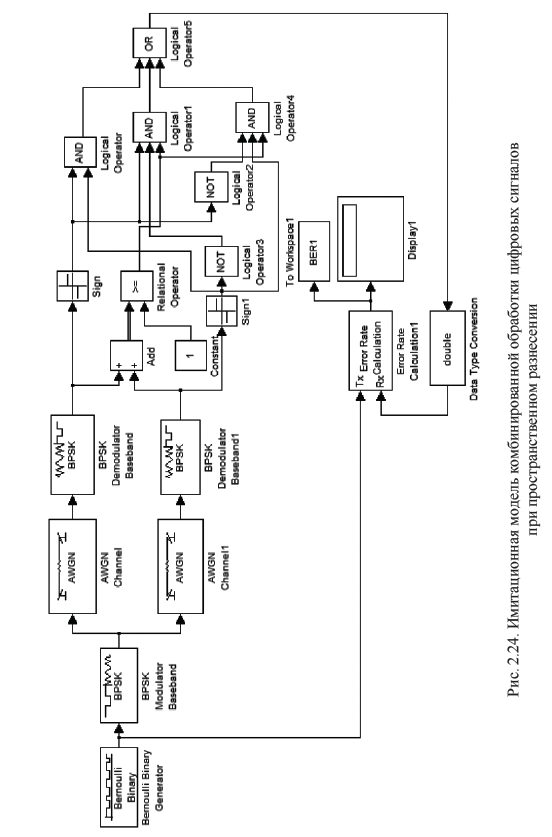 Bernoulli
Binary
Bernoulli Binary
Generator
BPSK
BPSK
Modulator
Baseband
AWGN
AWGN
Channel
AWGN
AWGN
Channel1
BPSK
BPSK
Demodulator
Baseband
BPSK
BPSK
Demodulator
Baseband1
+
+
Add
1
Constant
Sign
>=
Relational
Operator
Sign1
NOT
Logical
Operator3
NOT
Logical
Operator2
AND
Logical
Operator
AND
Logical
Operator1
AND
Logical
Operator4
OR
Logical
Operator5
Tx
Error Rate
Calculation
Rx
Error Rate
Calculation1
To Workspace1
BER1
Display1
double
Data Type Conversion
Рис. 2.24. Имитационная модель комбинированной обработки цифровых сигналов
при пространственном разнесении